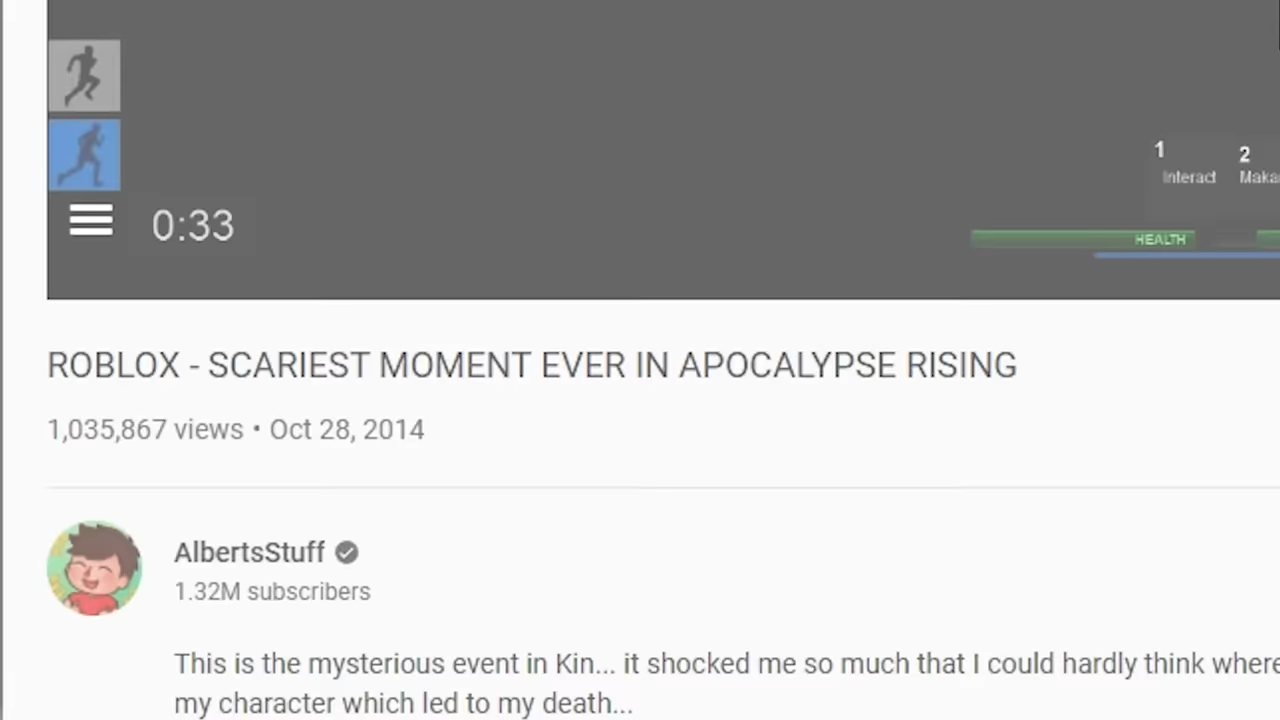 1 2
Interact Maka
0:33
HEALTH
ROBLOX - SCARIEST MOMENT EVER IN APOCALYPSE RISING
1,035,867 views • Oct 28, 2014
AlbertsStuff
1.32M subscribers
This is the mysterious event in Kin... it shocked me so much that I could hardly think where
my character which led to my death...